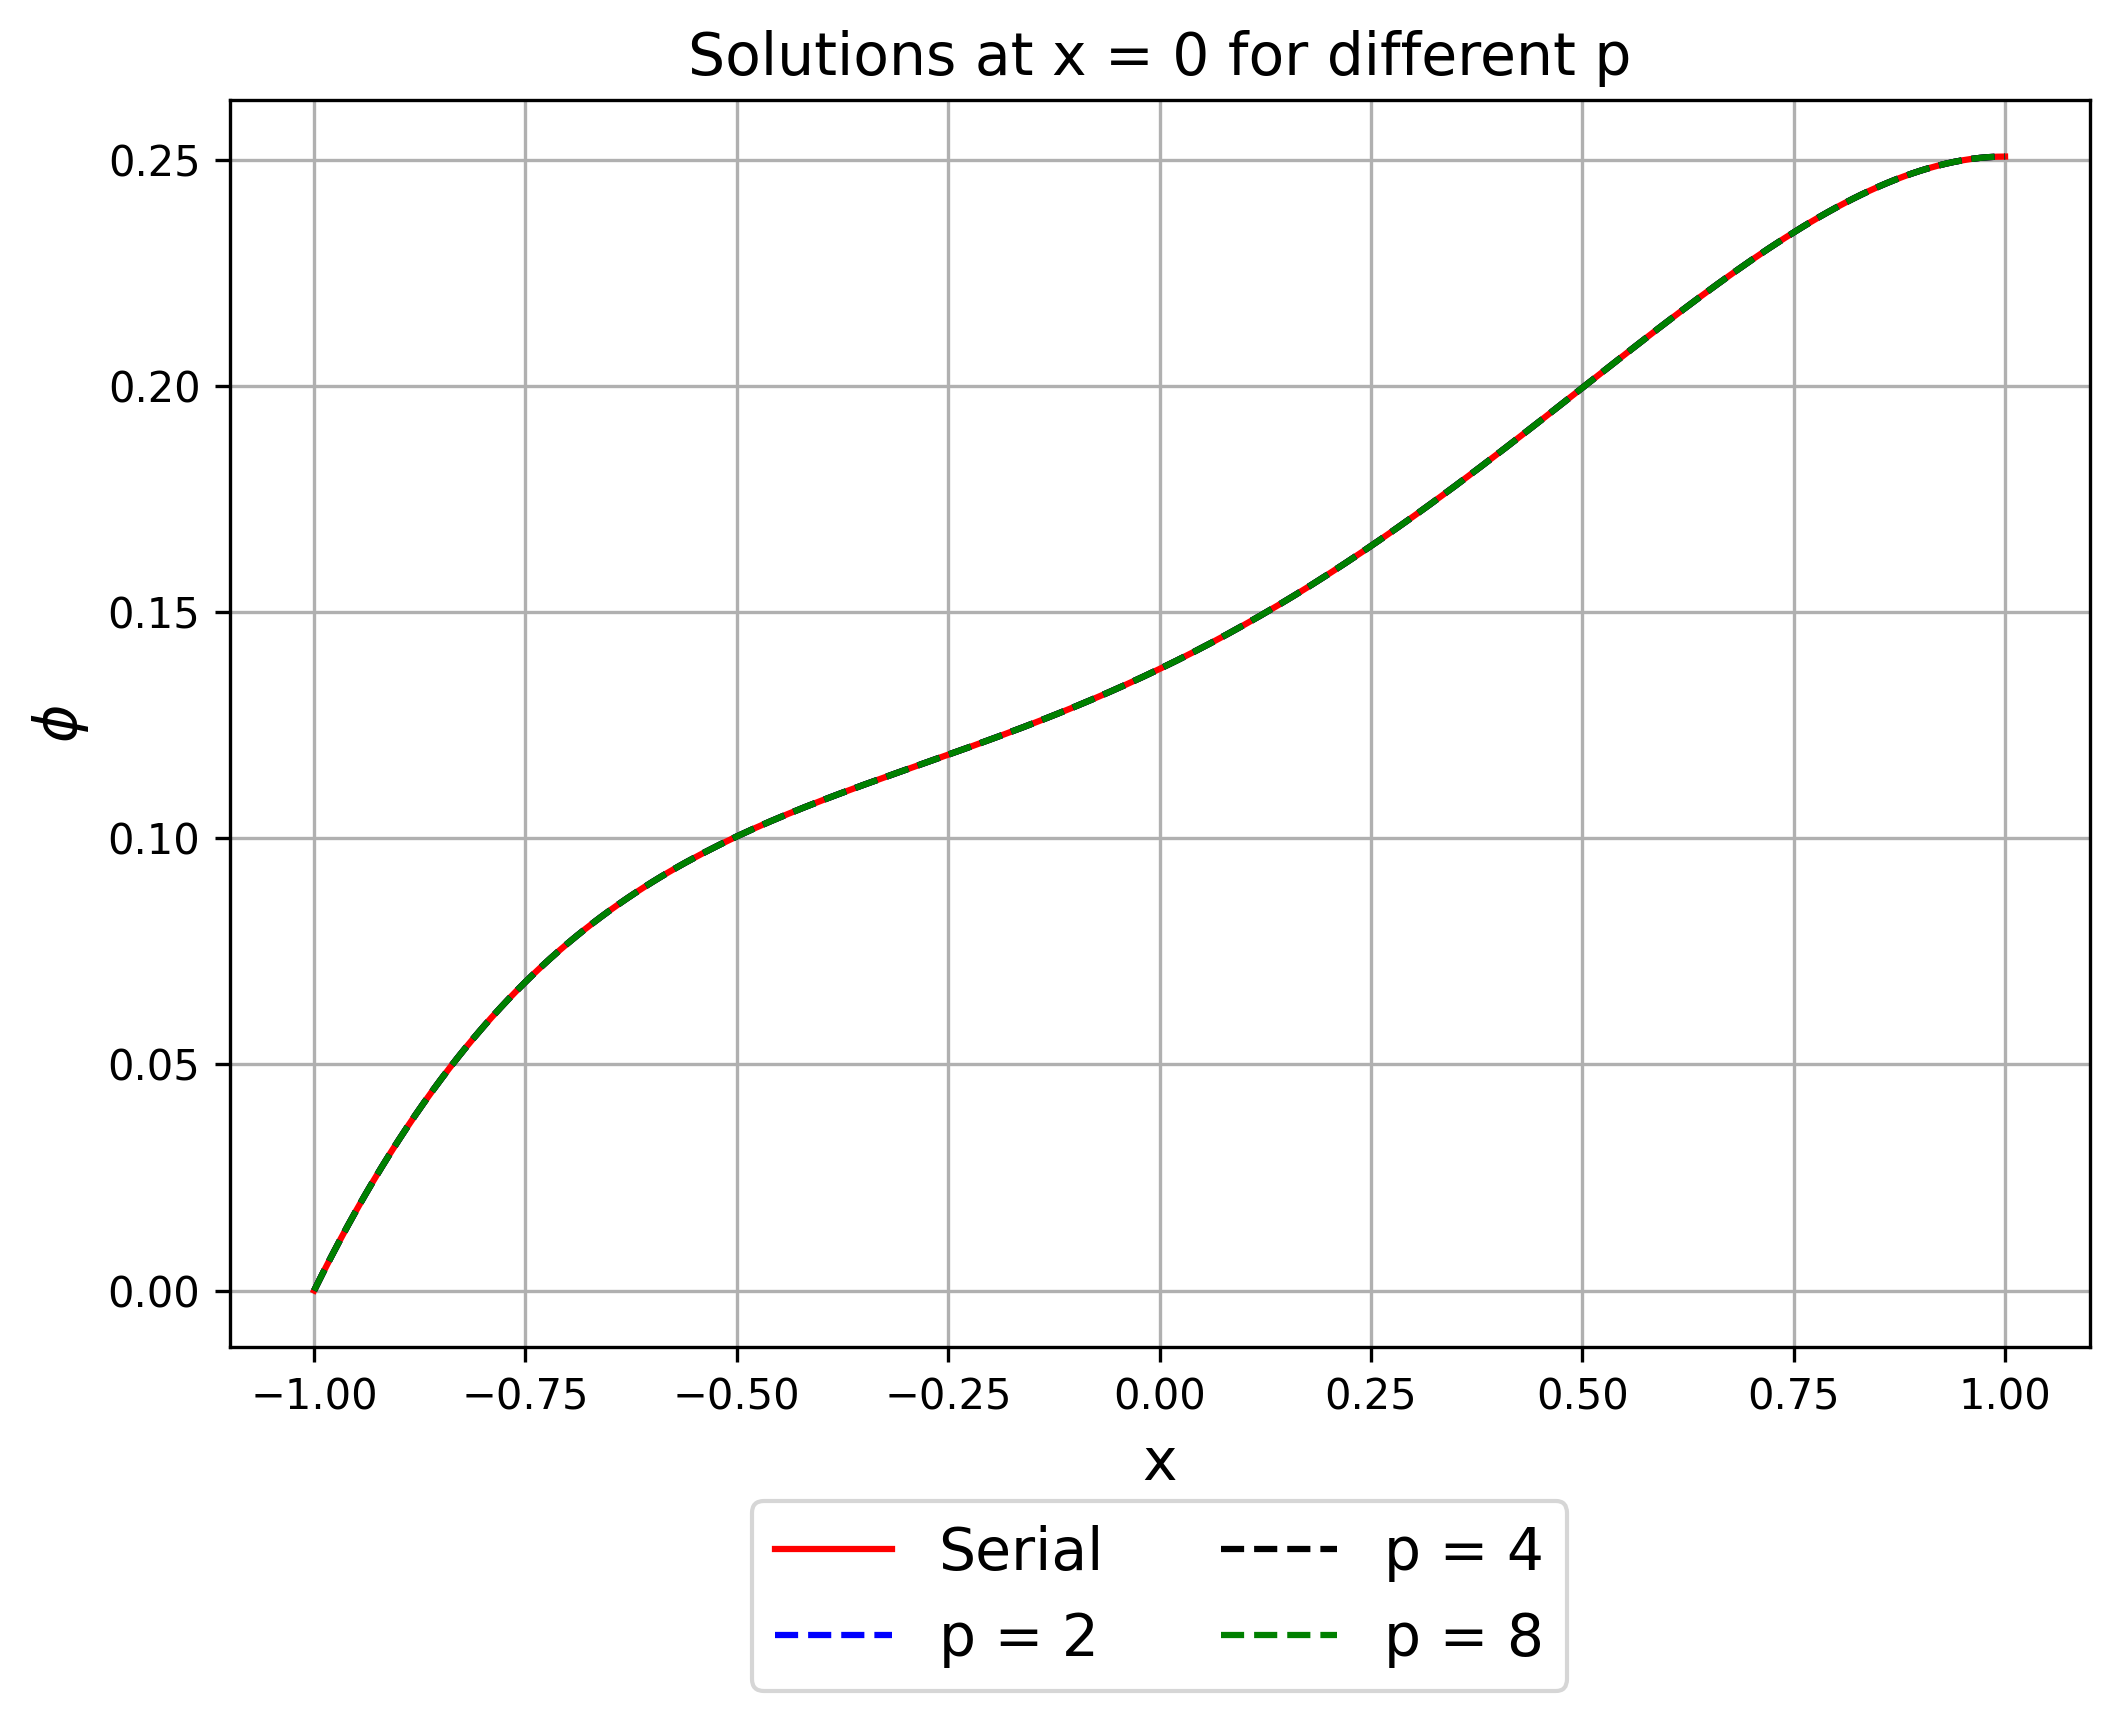 Solutions at x = 0 for different p
0.25
0.20
0.15
0.10
0.05
0.00
ϕ
−1.00 −0.75 −0.50 −0.25 0.00 0.25 0.50 0.75 1.00
x
Serial
p = 2
p = 4
p = 8